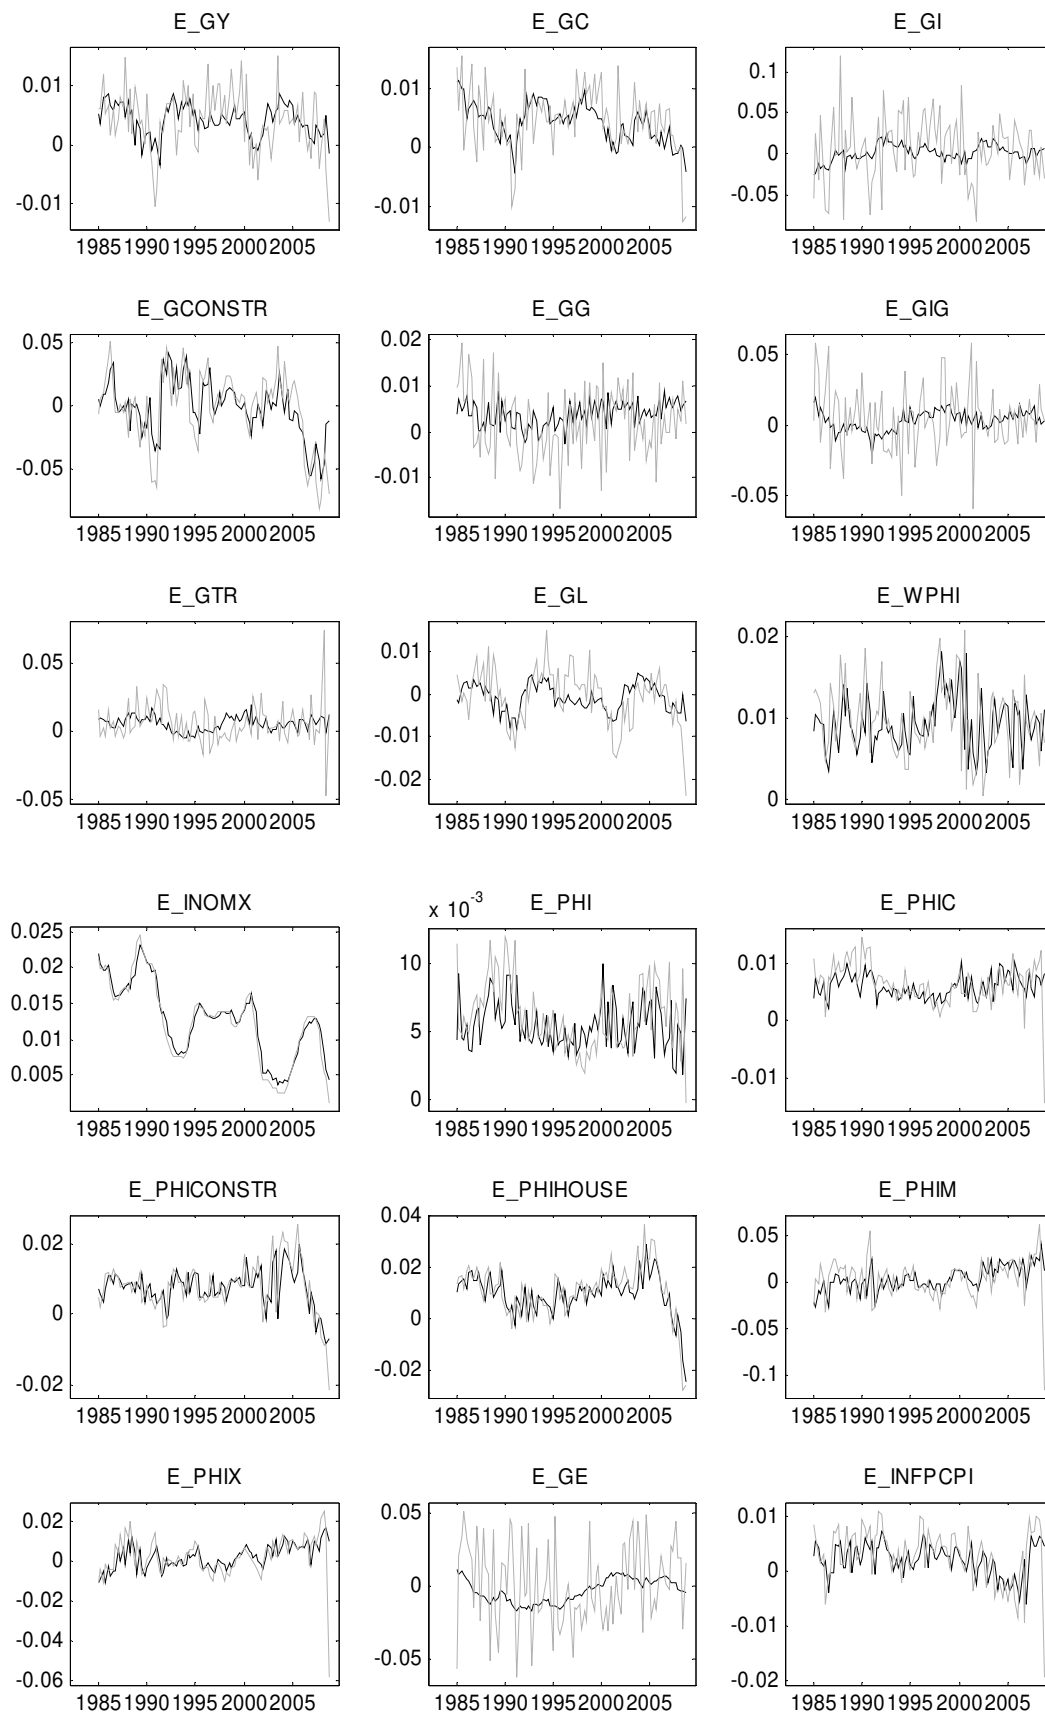 E_GY E_GC E_GI
0.01 0.01 0.1
0.05
0 0 0
-0.01 -0.01 -0.05
1985 1990 1995 2000 2005 1985 1990 1995 2000 2005 1985 1990 1995 2000 2005
E_GCONSTR E_GG E_GIG
0.05 0.02 0.05
0.01
0 0 0
-0.05 -0.01 -0.05
1985 1990 1995 2000 2005 1985 1990 1995 2000 2005 1985 1990 1995 2000 2005
E_GTR E_GL E_WPHI
0.05 0.01 0.02
0 0 0.01
-0.01
-0.05 -0.02 0
1985 1990 1995 2000 2005 1985 1990 1995 2000 2005 1985 1990 1995 2000 2005
E_INOMX x 10-3 E_PHI E_PHIC
0.025 10 0.01
0.02
0.015 5 0
0.01
0.005 0 -0.01
1985 1990 1995 2000 2005 1985 1990 1995 2000 2005 1985 1990 1995 2000 2005
E_PHICONSTR E_PHIHOUSE E_PHIM
0.02 0.04 0.05
0.02 0
0 0 -0.05
-0.02 -0.02 -0.1
1985 1990 1995 2000 2005 1985 1990 1995 2000 2005 1985 1990 1995 2000 2005
E_PHIX E_GE E_INFPCPI
0.02 0.05 0.01
0 0 0
-0.02
-0.04 -0.05 -0.01
-0.06 -0.02
1985 1990 1995 2000 2005 1985 1990 1995 2000 2005 1985 1990 1995 2000 2005